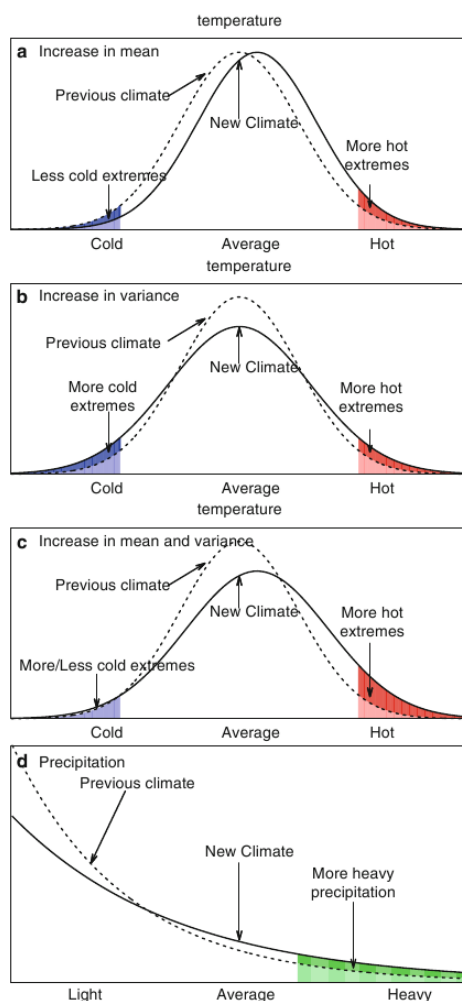 temperature
a Increase in mean
Previous climate
New Climate
More hot
extremes
Less cold extremes
Cold Average Hot
temperature
b Increase in variance
Previous climate
New Climate
More cold
extremes
More hot
extremes
Cold Average Hot
temperature
c Increase in mean and variance
Previous climate
New Climate
More hot
extremes
More/Less cold extremes
Cold Average Hot
d Precipitation
Previous climate
New Climate
More heavy
precipitation
Light Average Heavy